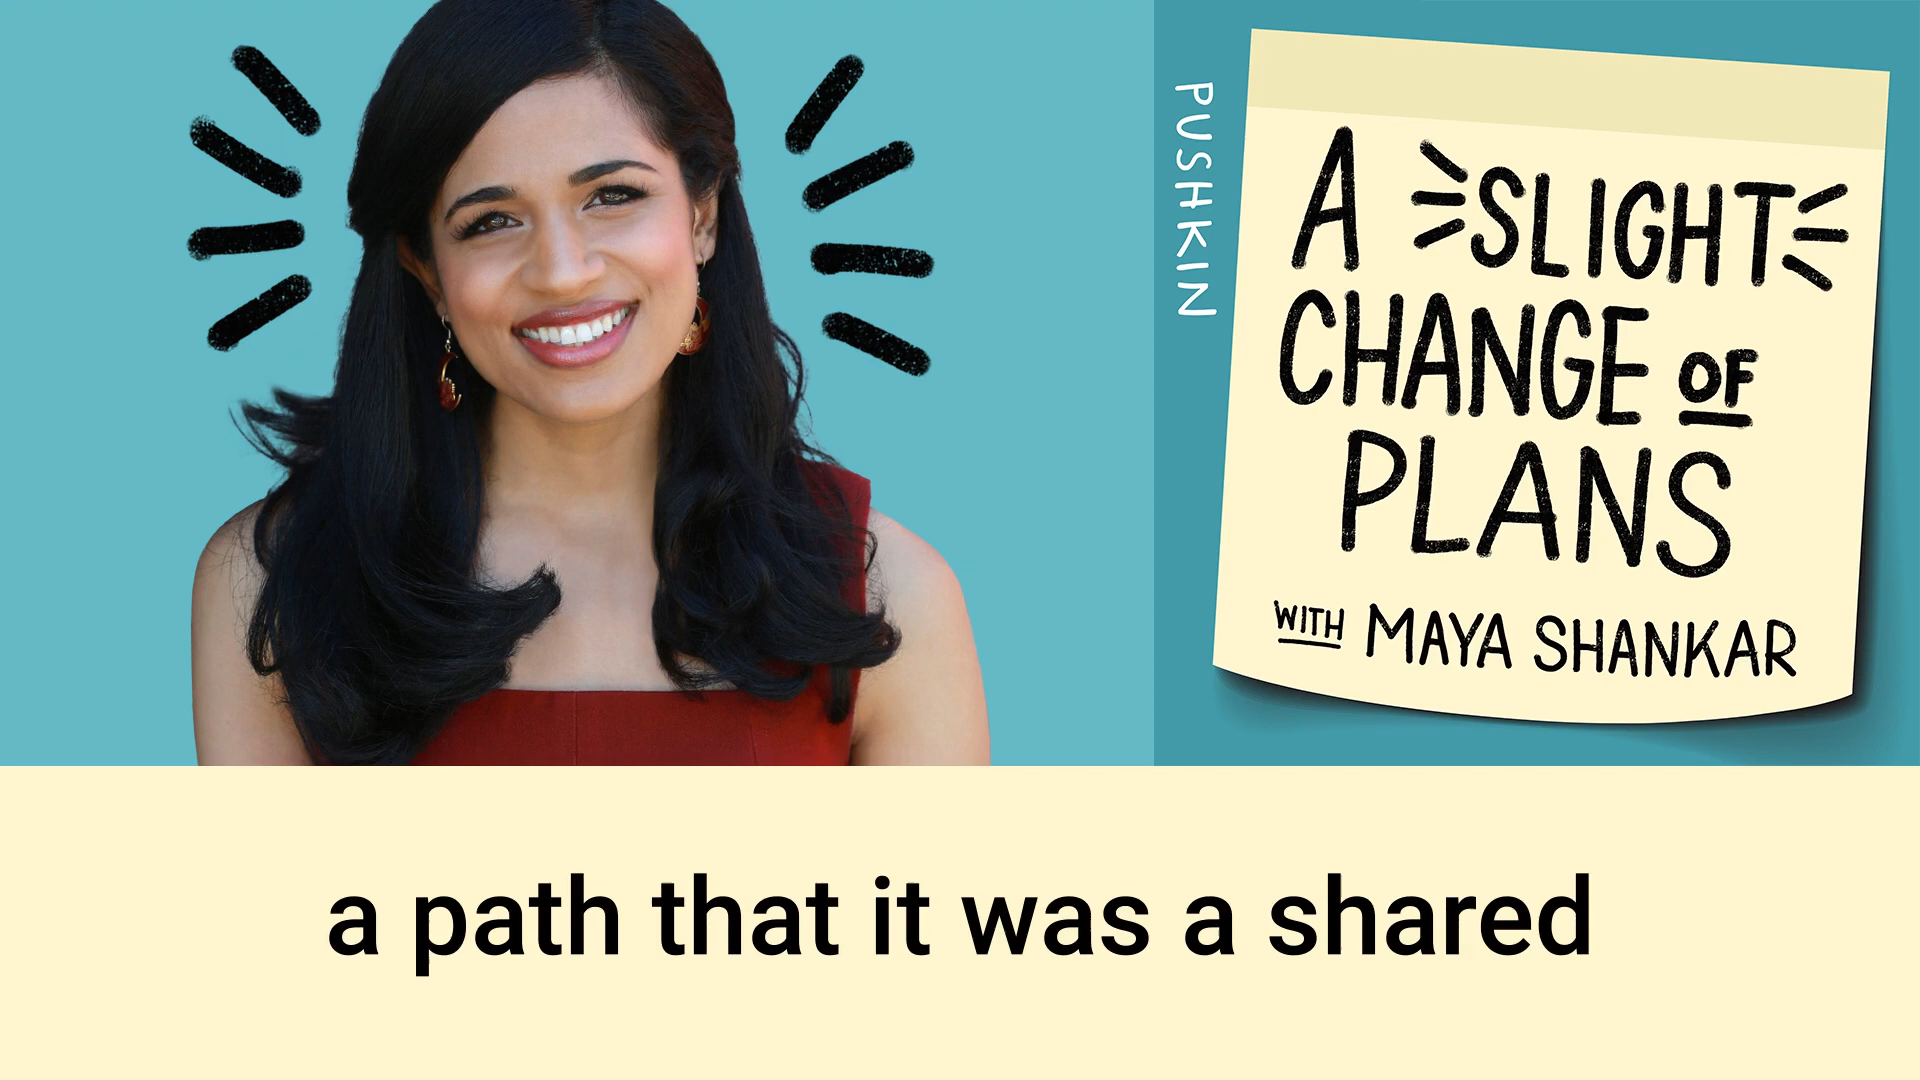 PUSHKIN
A SLIGHT
CHANGE OF
PLANS
WITH MAYA SHANKAR
a path that it was a shared